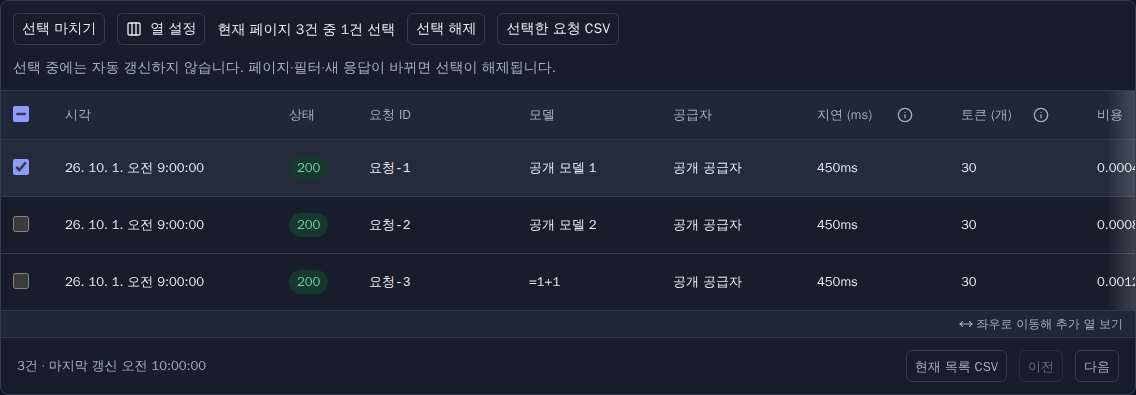 선택 마치기 열 설정 현재 페이지 3건 중 1건 선택 선택 해제 선택한 요청 CSV
선택 중에는 자동 갱신하지 않습니다. 페이지·필터·새 응답이 바뀌면 선택이 해제됩니다.
시각 상태 요청 ID 모델 공급자 지연 (ms) 토큰 (개) 비용
26. 10. 1. 오전 9:00:00 200 요청-1 공개 모델 1 공개 공급자 450ms 30 0.0004
26. 10. 1. 오전 9:00:00 200 요청-2 공개 모델 2 공개 공급자 450ms 30 0.0008
26. 10. 1. 오전 9:00:00 200 요청-3 =1+1 공개 공급자 450ms 30 0.0012
좌우로 이동해 추가 열 보기
3건 · 마지막 갱신 오전 10:00:00 현재 목록 CSV 이전 다음